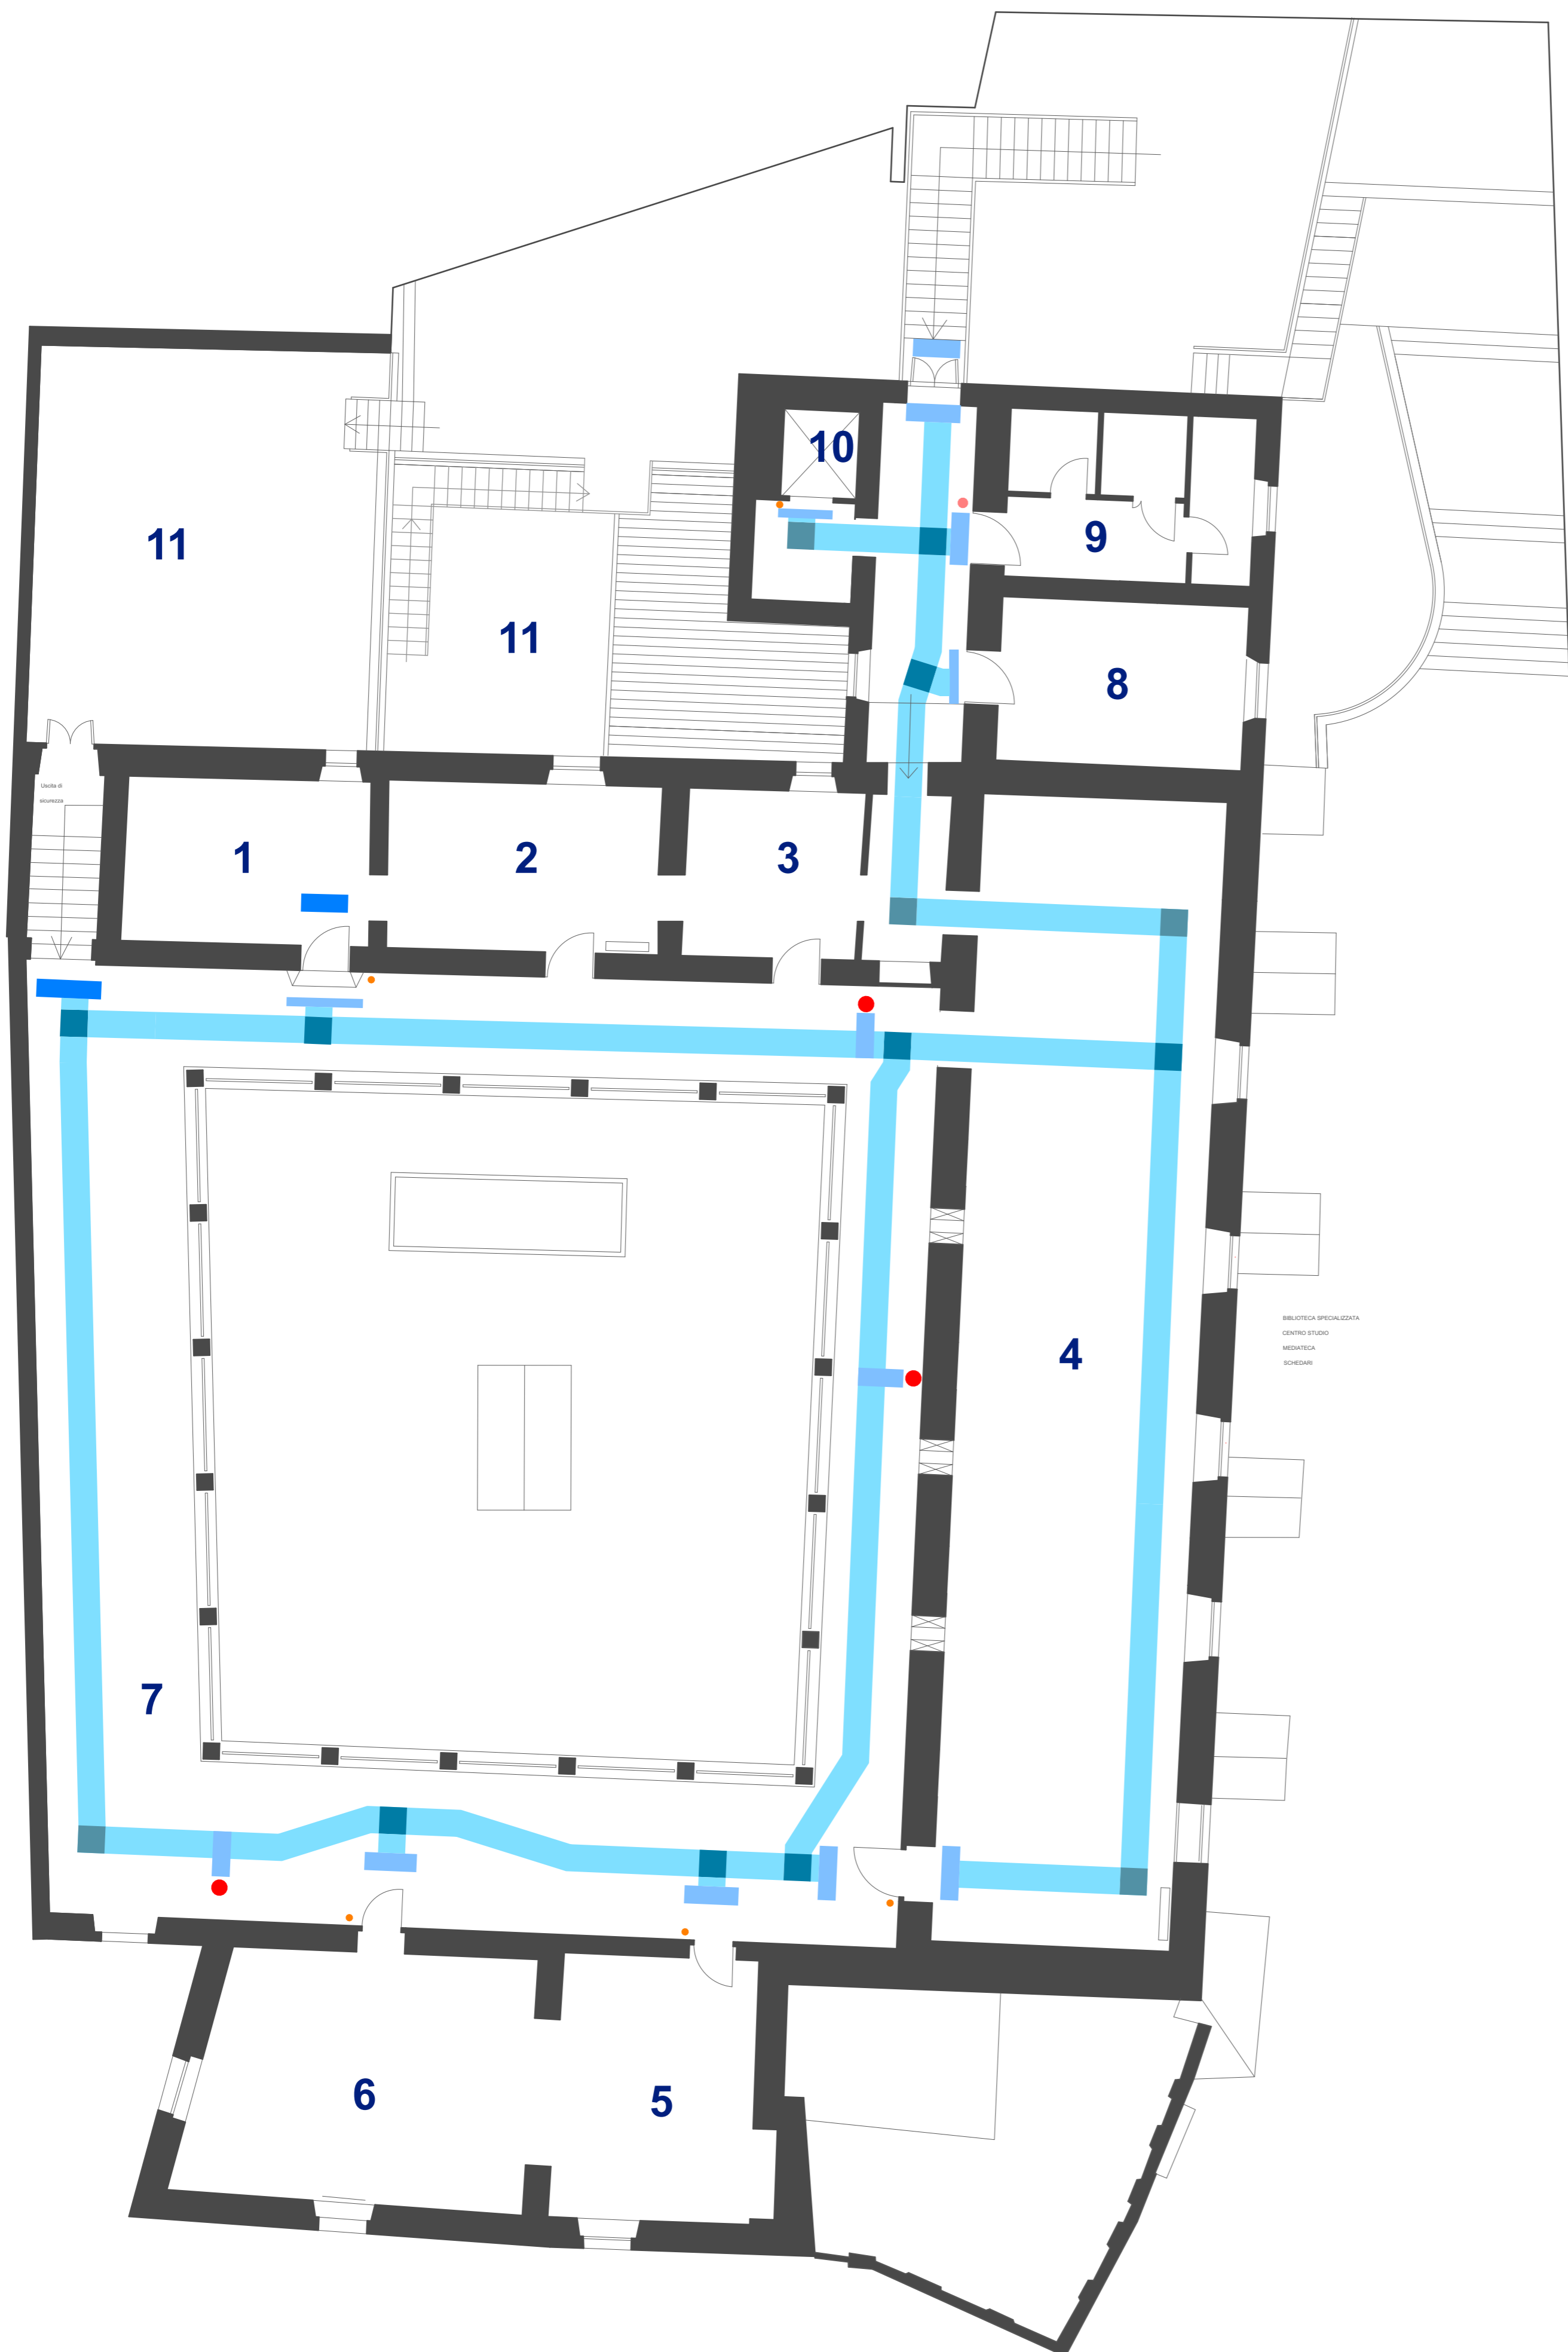 10
11
9
11
8
Uscita di
sicurezza
1
2
3
BIBLIOTECA SPECIALIZZATA
CENTRO STUDIO
MEDIATECA
SCHEDARI
4
7
6
5